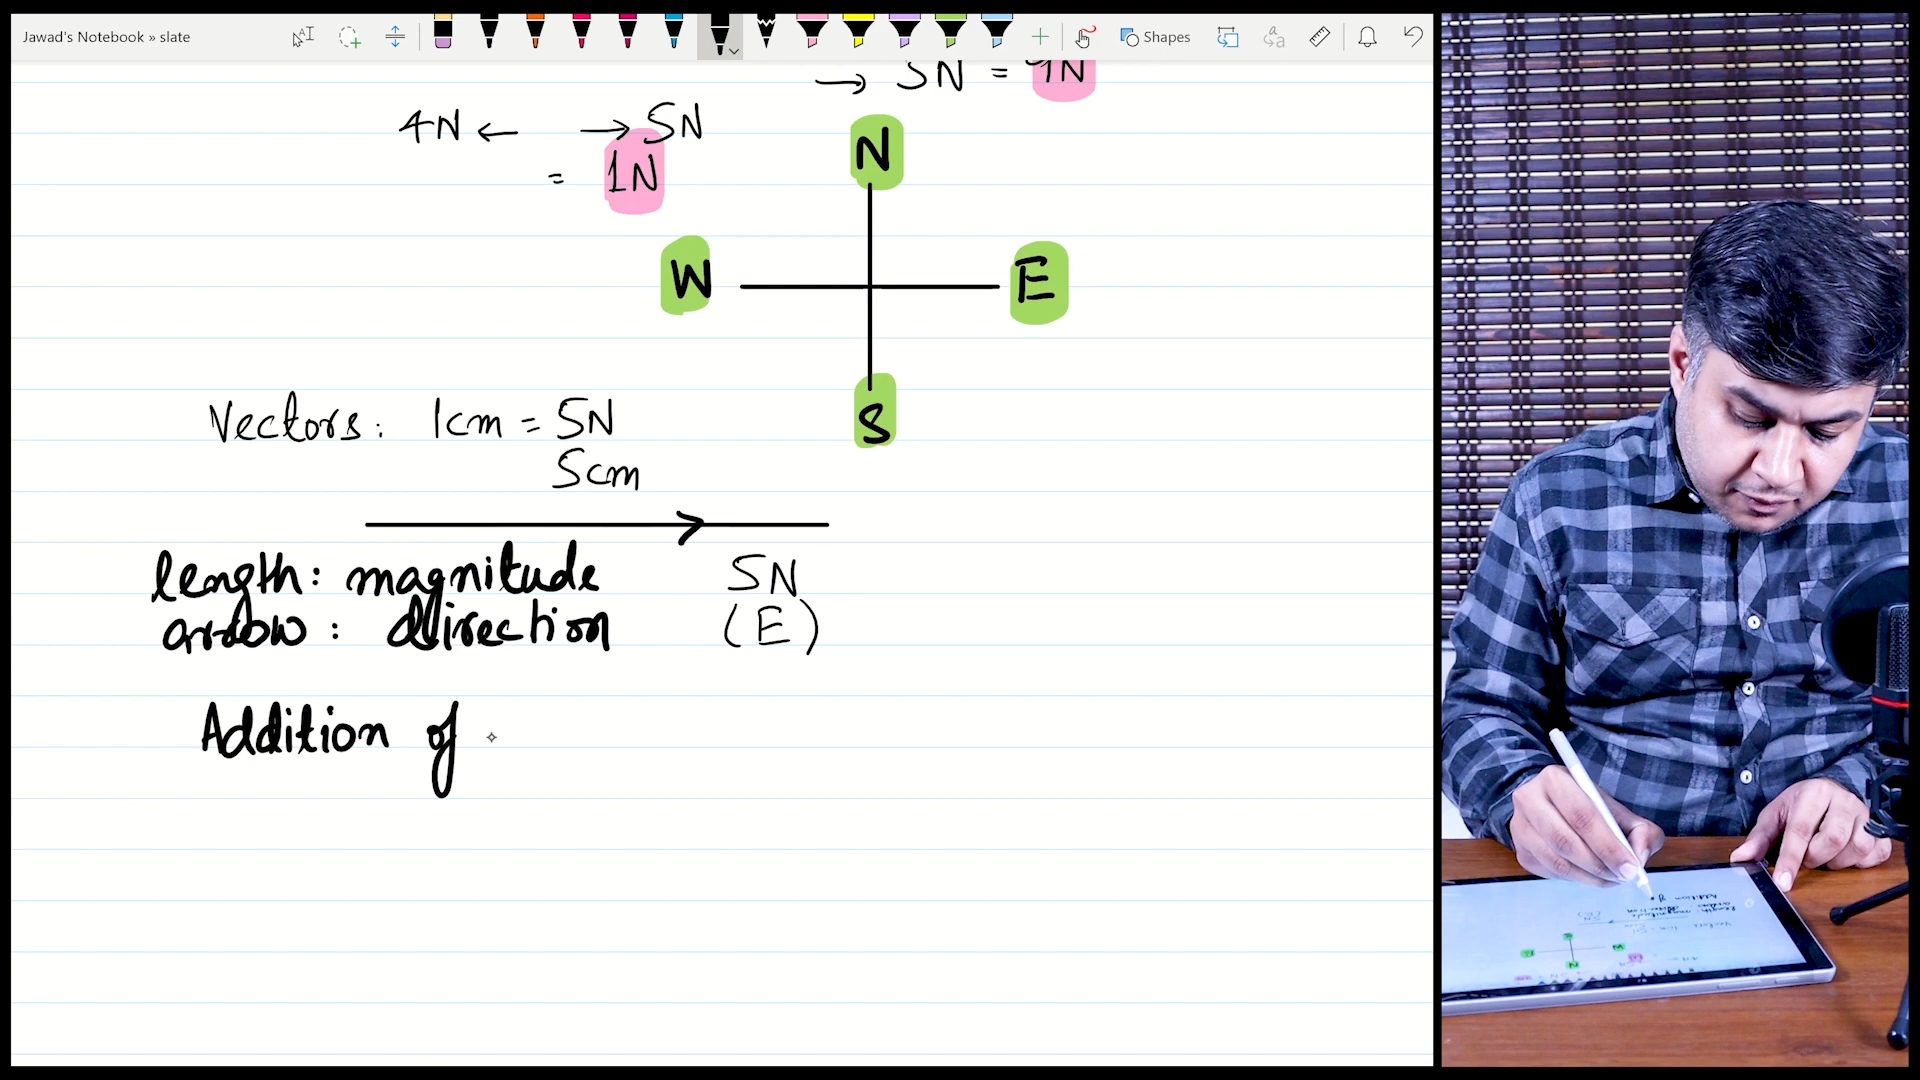 Jawad's Notebook » slate
Shapes
→ 5N = 9N
4N ← → 5N
= 1N
N
W E
S
Vectors: 1cm = 5N
5cm
length: magnitude 5N
arrow: direction (E)
Addition of